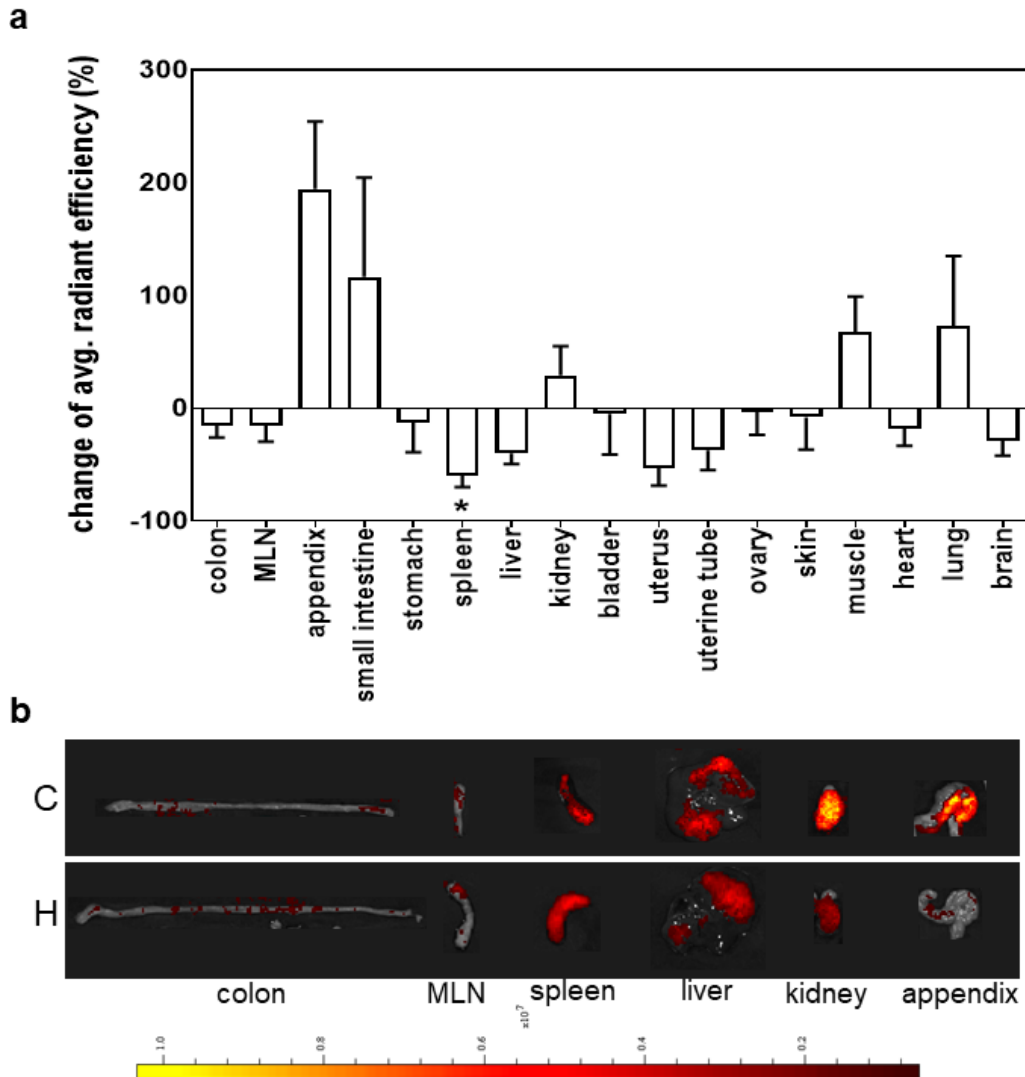 a
change of avg. radiant efficiency (%)
300
200
100
0
-100
*
colon
MLN
appendix
small intestine
stomach
spleen
liver
kidney
bladder
uterus
uterine tube
ovary
skin
muscle
heart
lung
brain
b
C
H
colon MLN spleen liver kidney appendix
x10⁷
1.0 0.8 0.6 0.4 0.2